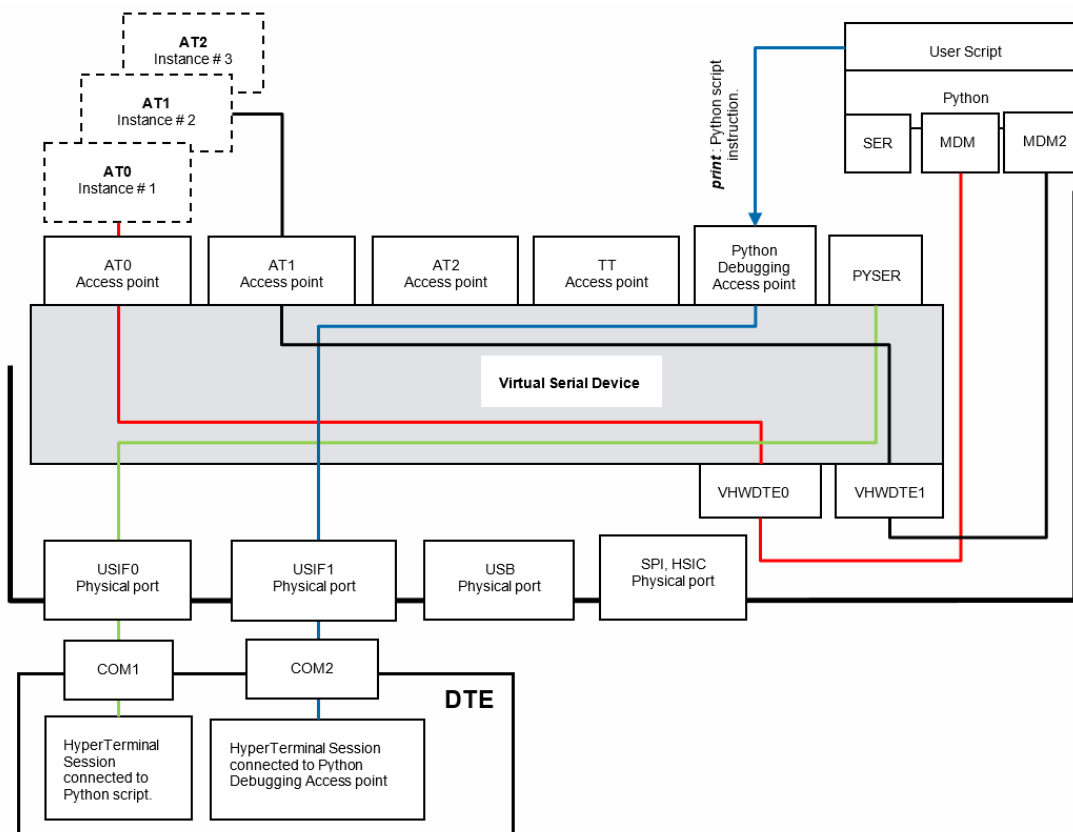 AT2
Instance # 3
AT1
Instance # 2
AT0
Instance # 1
print : Python script
instruction.
User Script
Python
SER
MDM
MDM2
AT0
Access point
AT1
Access point
AT2
Access point
TT
Access point
Python
Debugging
Access point
PYSER
Virtual Serial Device
VHWDTE0
VHWDTE1
USIF0
Physical port
USIF1
Physical port
USB
Physical port
SPI, HSIC
Physical port
COM1
COM2
DTE
HyperTerminal
Session
connected to
Python script.
HyperTerminal Session
connected to Python
Debugging Access point